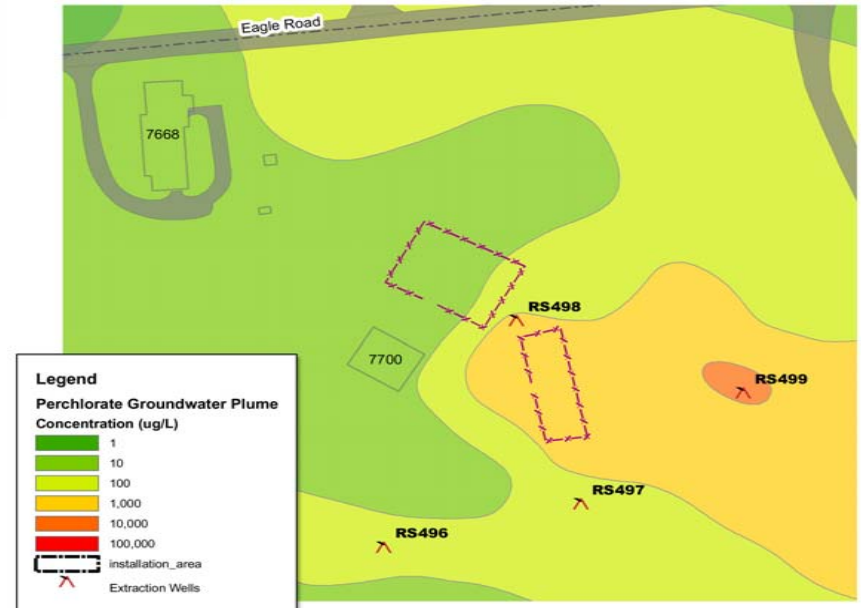 Eagle Road
7668
RS498
7700
RS499
RS497
RS496
Legend
Perchlorate Groundwater Plume
Concentration (ug/L)
1
10
100
1,000
10,000
100,000
installation_area
Extraction Wells